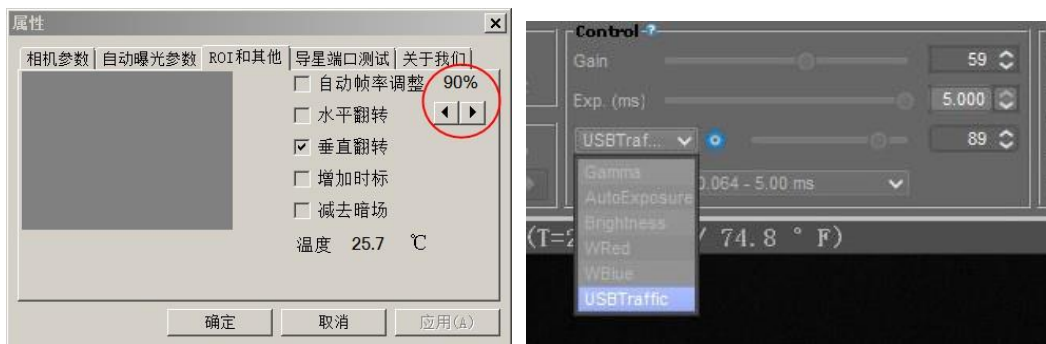 属性
相机参数 自动曝光参数 ROI和其他 导星端口测试 关于我们
自动帧率调整 90%
水平翻转
垂直翻转
增加时标
减去暗场
温度 25.7 ℃
确定 取消 应用(A)
Control -?-
Gain 59
Exp. (ms) 5.000
USBTraf... 89
Gamma
0.064 - 5.00 ms
AutoExposure
Brightness
(T=2 / 74.8 ° F)
WRed
WBlue
USBTraffic